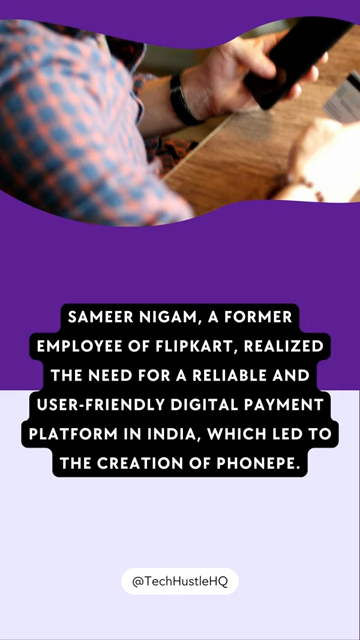 SAMEER NIGAM, A FORMER
EMPLOYEE OF FLIPKART, REALIZED
THE NEED FOR A RELIABLE AND
USER-FRIENDLY DIGITAL PAYMENT
PLATFORM IN INDIA, WHICH LED TO
THE CREATION OF PHONEPE.
@TechHustleHQ